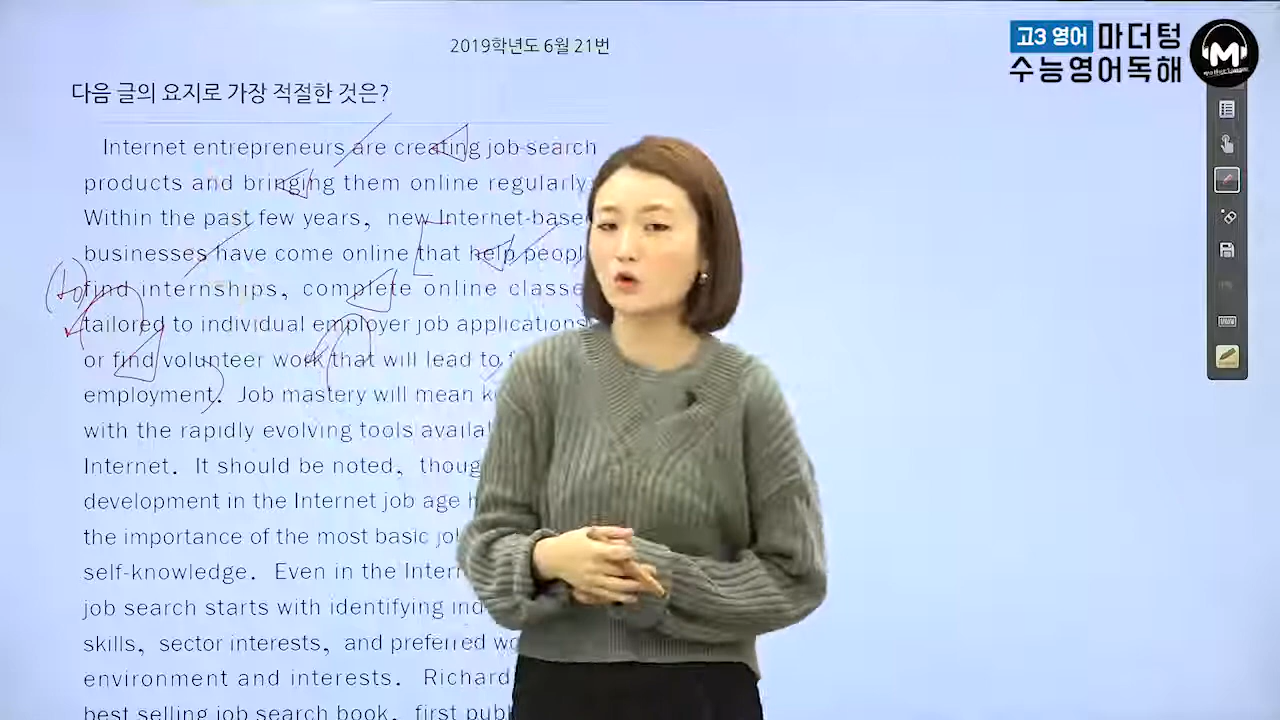 2019학년도 6월 21번
고3 영어 마더텅
수능영어독해
M
다음 글의 요지로 가장 적절한 것은?
Internet entrepreneurs are creating job-search
products and bringing them online regularly.
Within the past few years, new Internet-based
businesses have come online that help people
(to)
find internships, complete online classes
tailored to individual employer job applications,
or find volunteer work that will lead to
employment. Job mastery will mean
with the rapidly evolving tools
Internet. It should be noted,
development in the Internet job age
the importance of the most basic
self-knowledge. Even in the
job search starts with identifying
skills, sector interests, and preferred
environment and interests. Richard
best selling job search book, first